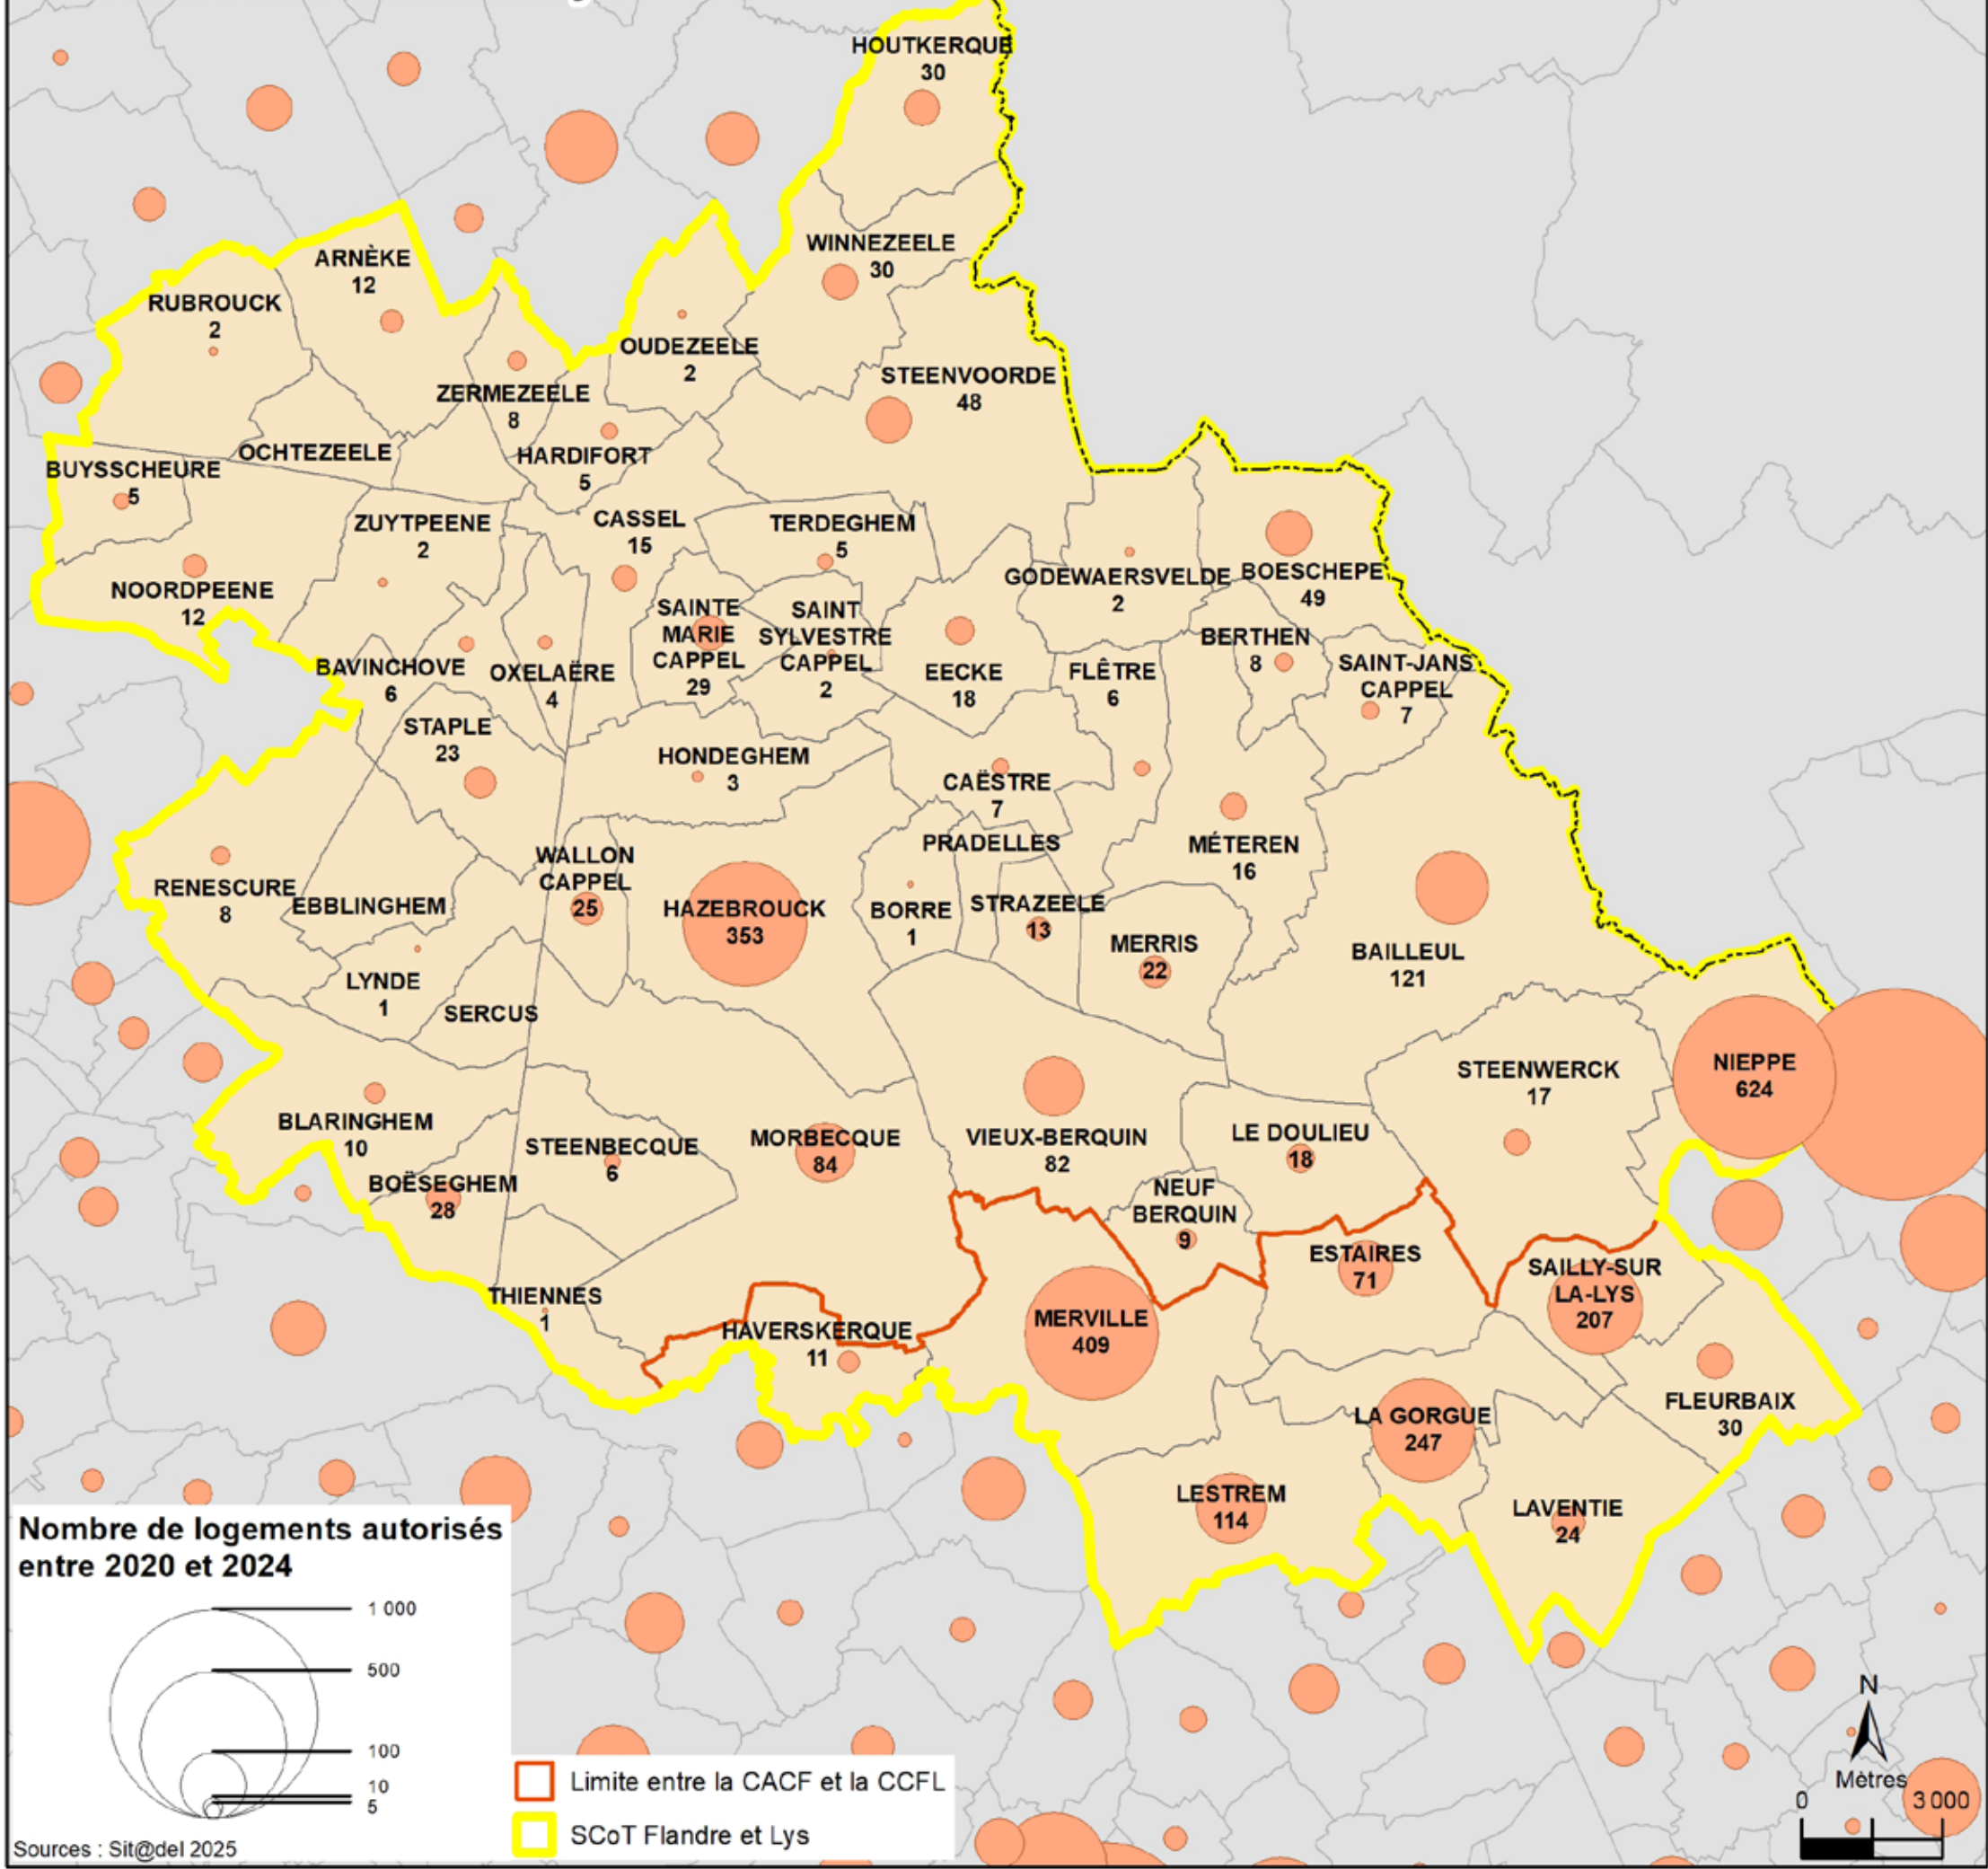 HOUTKERQUE
30
WINNEZEELE
30
ARNÈKE
12
RUBROUCK
2
OUDEZEELE
2
STEENVOORDE
48
ZERMEZEELE
8
OCHTEZEELE
HARDIFORT
5
BUYSSCHEURE
5
ZUYTPEENE
2
CASSEL
15
TERDEGHEM
5
NOORDPEENE
12
GODEWAERSVELDE
2
BOESCHEPE
49
SAINTE
MARIE
CAPPEL
29
SAINT
SYLVESTRE
CAPPEL
2
BERTHEN
8
SAINT-JANS
CAPPEL
7
BAVINCHOVE
6
OXELAËRE
4
EECKE
18
FLÊTRE
6
STAPLE
23
HONDEGHEM
3
CAËSTRE
7
PRADELLES
MÉTEREN
16
WALLON
CAPPEL
25
RENESCURE
8
EBBLINGHEM
HAZEBROUCK
353
BORRE
1
STRAZEELE
13
MERRIS
22
BAILLEUL
121
LYNDE
1
SERCUS
NIEPPE
624
STEENWERCK
17
BLARINGHEM
10
STEENBECQUE
6
MORBECQUE
84
VIEUX-BERQUIN
82
LE DOULIEU
18
BOËSEGHEM
28
NEUF
BERQUIN
9
ESTAIRES
71
SAILLY-SUR
LA-LYS
207
THIENNES
1
HAVERSKERQUE
11
MERVILLE
409
FLEURBAIX
30
LA GORGUE
247
LESTREM
114
LAVENTIE
24
Nombre de logements autorisés
entre 2020 et 2024
1 000
500
100
10
5
Sources : Sit@del 2025
Limite entre la CACF et la CCFL
SCoT Flandre et Lys
N
Mètres
0 3 000